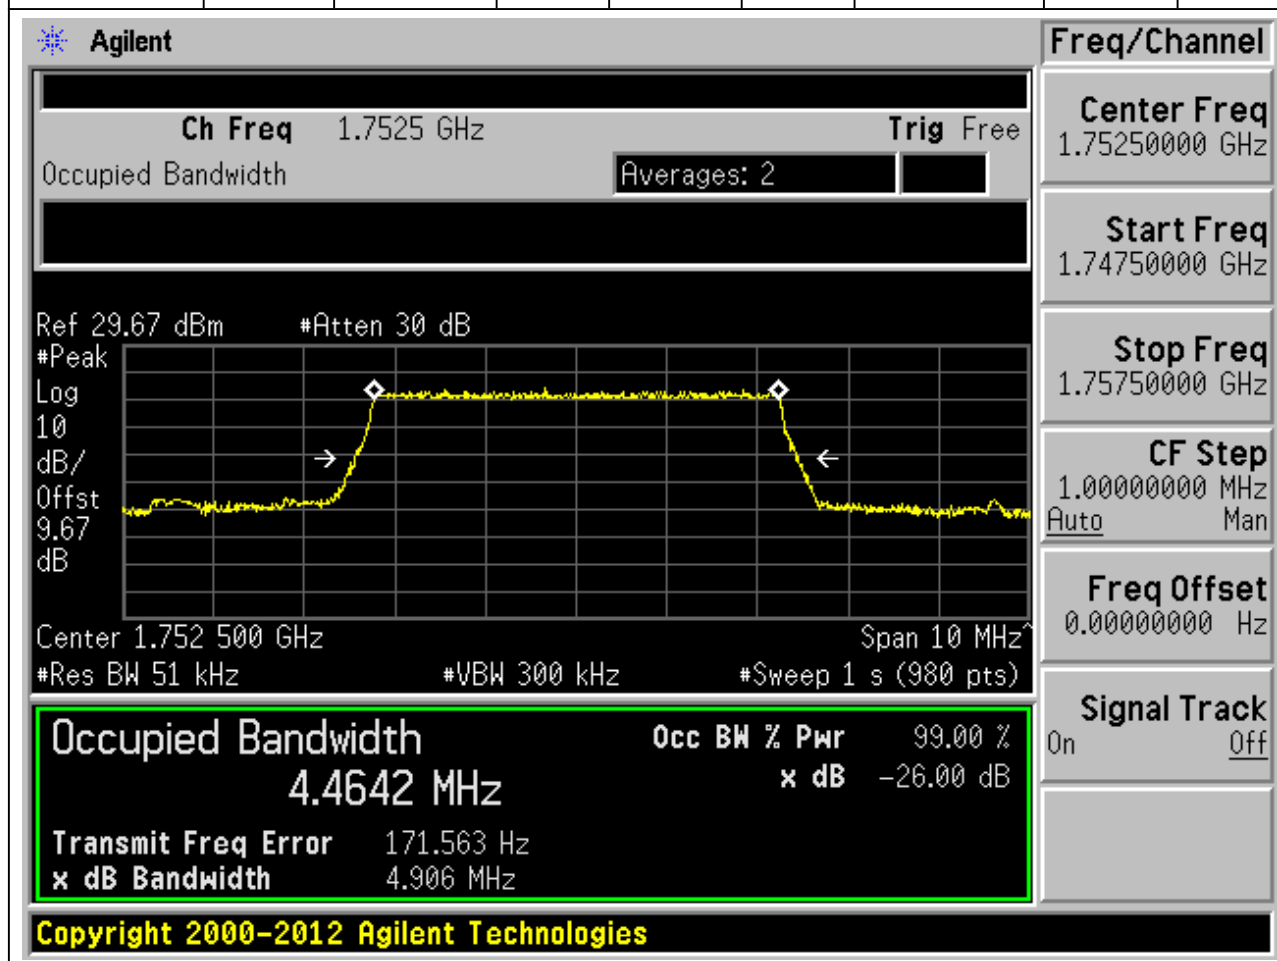 Agilent
Freq/Channel
Ch Freq 1.7525 GHz Trig Free
Occupied Bandwidth Averages: 2
Center Freq
1.75250000 GHz
Start Freq
1.74750000 GHz
Stop Freq
1.75750000 GHz
CF Step
1.00000000 MHz
Auto Man
Freq Offset
0.00000000 Hz
Signal Track
On Off
Ref 29.67 dBm #Atten 30 dB
#Peak
Log
10
dB/
Offst
9.67
dB
Center 1.752 500 GHz Span 10 MHz^
#Res BW 51 kHz #VBW 300 kHz #Sweep 1 s (980 pts)
Occupied Bandwidth Occ BW % Pwr 99.00 %
4.4642 MHz x dB -26.00 dB
Transmit Freq Error 171.563 Hz
x dB Bandwidth 4.906 MHz
Copyright 2000-2012 Agilent Technologies